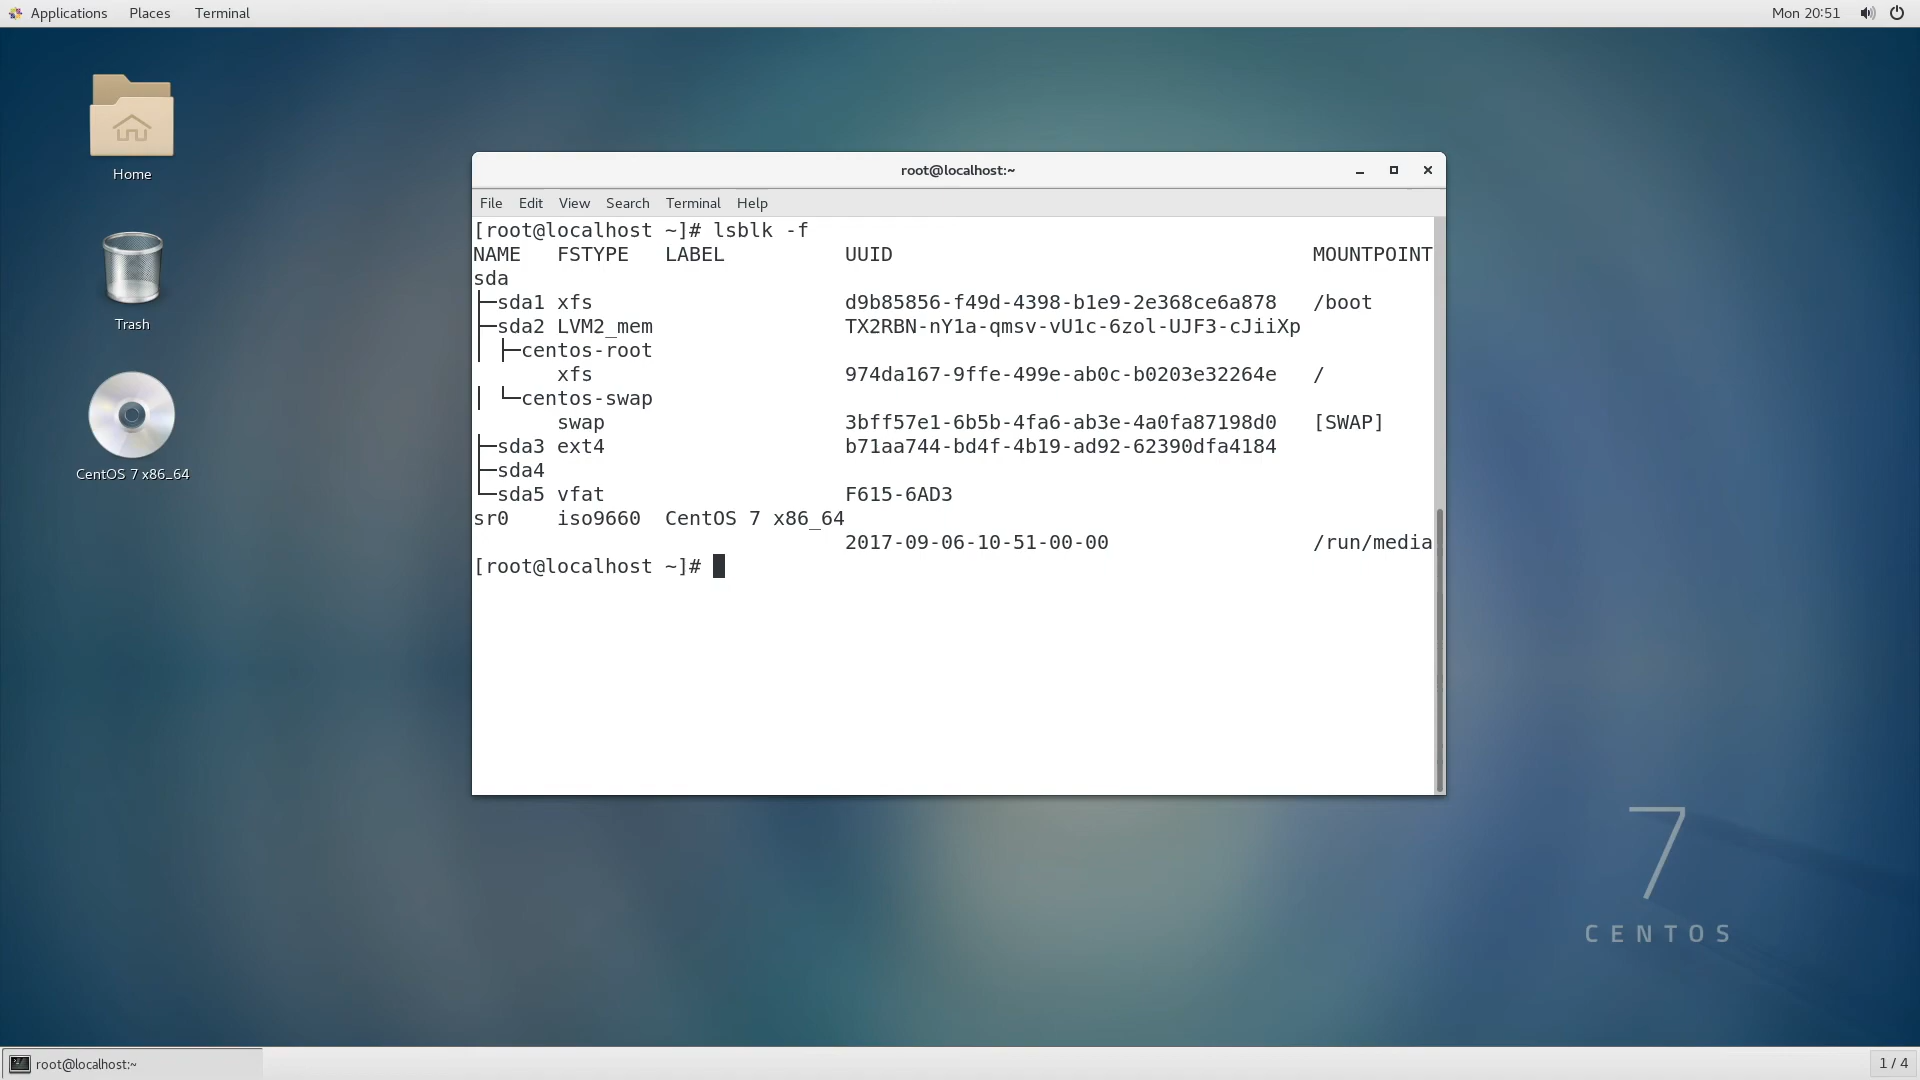 Applications Places Terminal Mon 20:51
Home
Trash
CentOS 7 x86_64
root@localhost:~
File Edit View Search Terminal Help
[root@localhost ~]# lsblk -f
NAME   FSTYPE   LABEL          UUID                                   MOUNTPOINT
sda
├─sda1 xfs                     d9b85856-f49d-4398-b1e9-2e368ce6a878   /boot
├─sda2 LVM2_mem                TX2RBN-nY1a-qmsv-vU1c-6zol-UJF3-cJiiXp
│ ├─centos-root
       xfs                     974da167-9ffe-499e-ab0c-b0203e32264e   /
│ └─centos-swap
       swap                    3bff57e1-6b5b-4fa6-ab3e-4a0fa87198d0   [SWAP]
├─sda3 ext4                    b71aa744-bd4f-4b19-ad92-62390dfa4184
├─sda4
└─sda5 vfat                    F615-6AD3
sr0    iso9660  CentOS 7 x86_64
                               2017-09-06-10-51-00-00                 /run/media
[root@localhost ~]#
7
CENTOS
root@localhost:~ 1 / 4